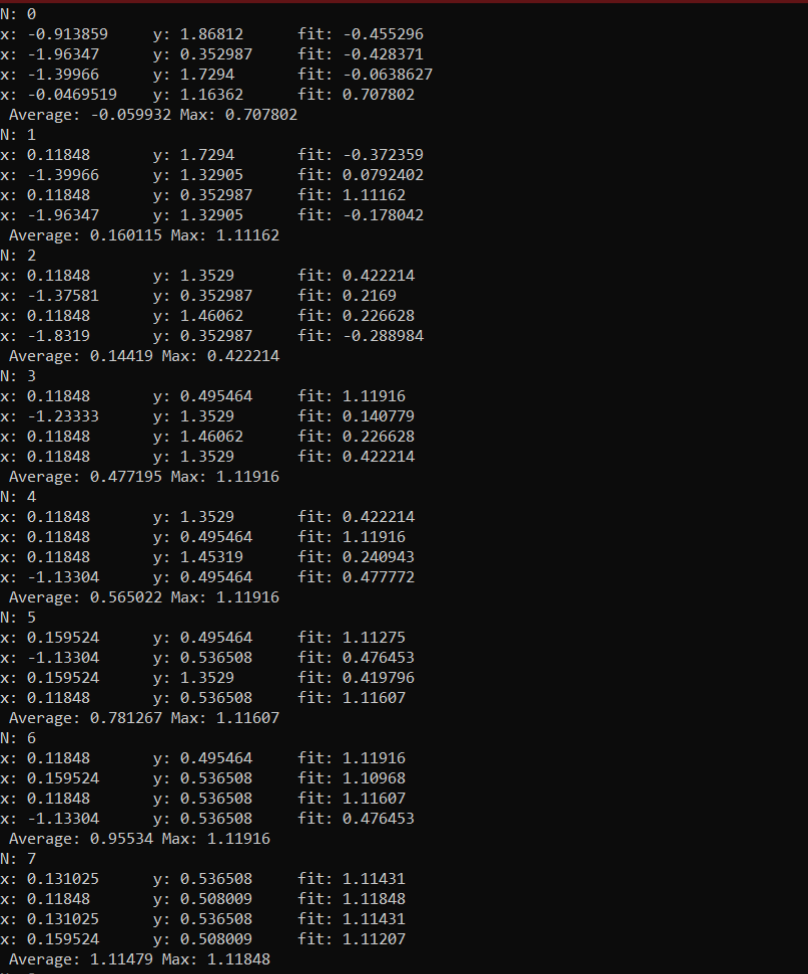 N: 0
x: -0.913859 y: 1.86812 fit: -0.455296
x: -1.96347 y: 0.352987 fit: -0.428371
x: -1.39966 y: 1.7294 fit: -0.0638627
x: -0.0469519 y: 1.16362 fit: 0.707802
Average: -0.059932 Max: 0.707802
N: 1
x: 0.11848 y: 1.7294 fit: -0.372359
x: -1.39966 y: 1.32905 fit: 0.0792402
x: 0.11848 y: 0.352987 fit: 1.11162
x: -1.96347 y: 1.32905 fit: -0.178042
Average: 0.160115 Max: 1.11162
N: 2
x: 0.11848 y: 1.3529 fit: 0.422214
x: -1.37581 y: 0.352987 fit: 0.2169
x: 0.11848 y: 1.46062 fit: 0.226628
x: -1.8319 y: 0.352987 fit: -0.288984
Average: 0.14419 Max: 0.422214
N: 3
x: 0.11848 y: 0.495464 fit: 1.11916
x: -1.23333 y: 1.3529 fit: 0.140779
x: 0.11848 y: 1.46062 fit: 0.226628
x: 0.11848 y: 1.3529 fit: 0.422214
Average: 0.477195 Max: 1.11916
N: 4
x: 0.11848 y: 1.3529 fit: 0.422214
x: 0.11848 y: 0.495464 fit: 1.11916
x: 0.11848 y: 1.45319 fit: 0.240943
x: -1.13304 y: 0.495464 fit: 0.477772
Average: 0.565022 Max: 1.11916
N: 5
x: 0.159524 y: 0.495464 fit: 1.11275
x: -1.13304 y: 0.536508 fit: 0.476453
x: 0.159524 y: 1.3529 fit: 0.419796
x: 0.11848 y: 0.536508 fit: 1.11607
Average: 0.781267 Max: 1.11607
N: 6
x: 0.11848 y: 0.495464 fit: 1.11916
x: 0.159524 y: 0.536508 fit: 1.10968
x: 0.11848 y: 0.536508 fit: 1.11607
x: -1.13304 y: 0.536508 fit: 0.476453
Average: 0.95534 Max: 1.11916
N: 7
x: 0.131025 y: 0.536508 fit: 1.11431
x: 0.11848 y: 0.508009 fit: 1.11848
x: 0.131025 y: 0.536508 fit: 1.11431
x: 0.159524 y: 0.508009 fit: 1.11207
Average: 1.11479 Max: 1.11848